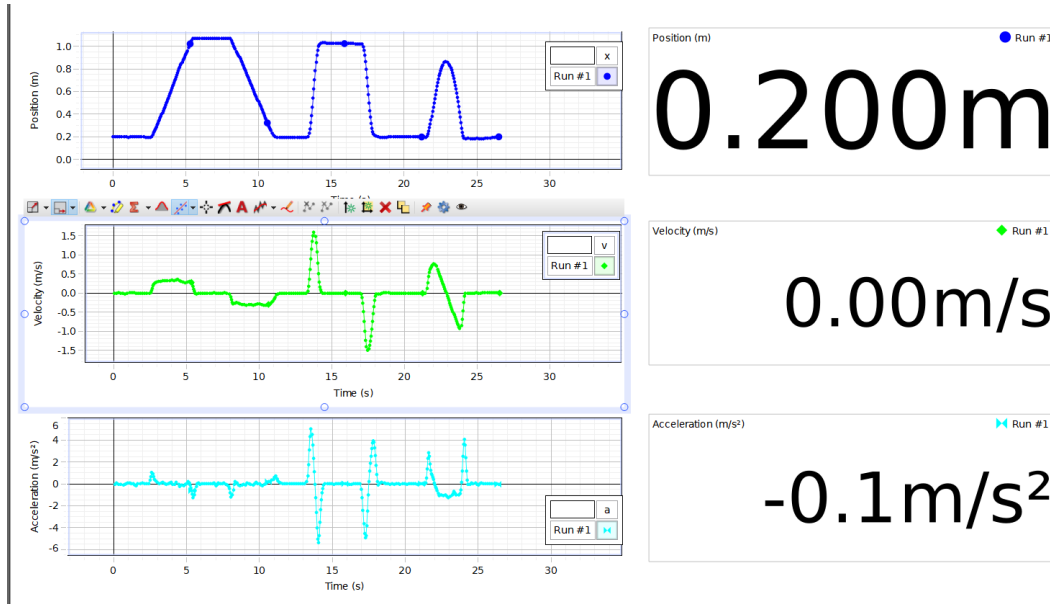 Position (m)
1.0
0.8
0.6
0.4
0.2
0.0
0 5 10 15 20 25 30
x
Run #1
Position (m)
Run #1
0.200m
Velocity (m/s)
1.5
1.0
0.5
0.0
-0.5
-1.0
-1.5
0 5 10 15 20 25 30
Time (s)
v
Run #1
Velocity (m/s)
Run #1
0.00m/s
Acceleration (m/s²)
6
4
2
0
-2
-4
-6
0 5 10 15 20 25 30
Time (s)
a
Run #1
Acceleration (m/s²)
Run #1
-0.1m/s²